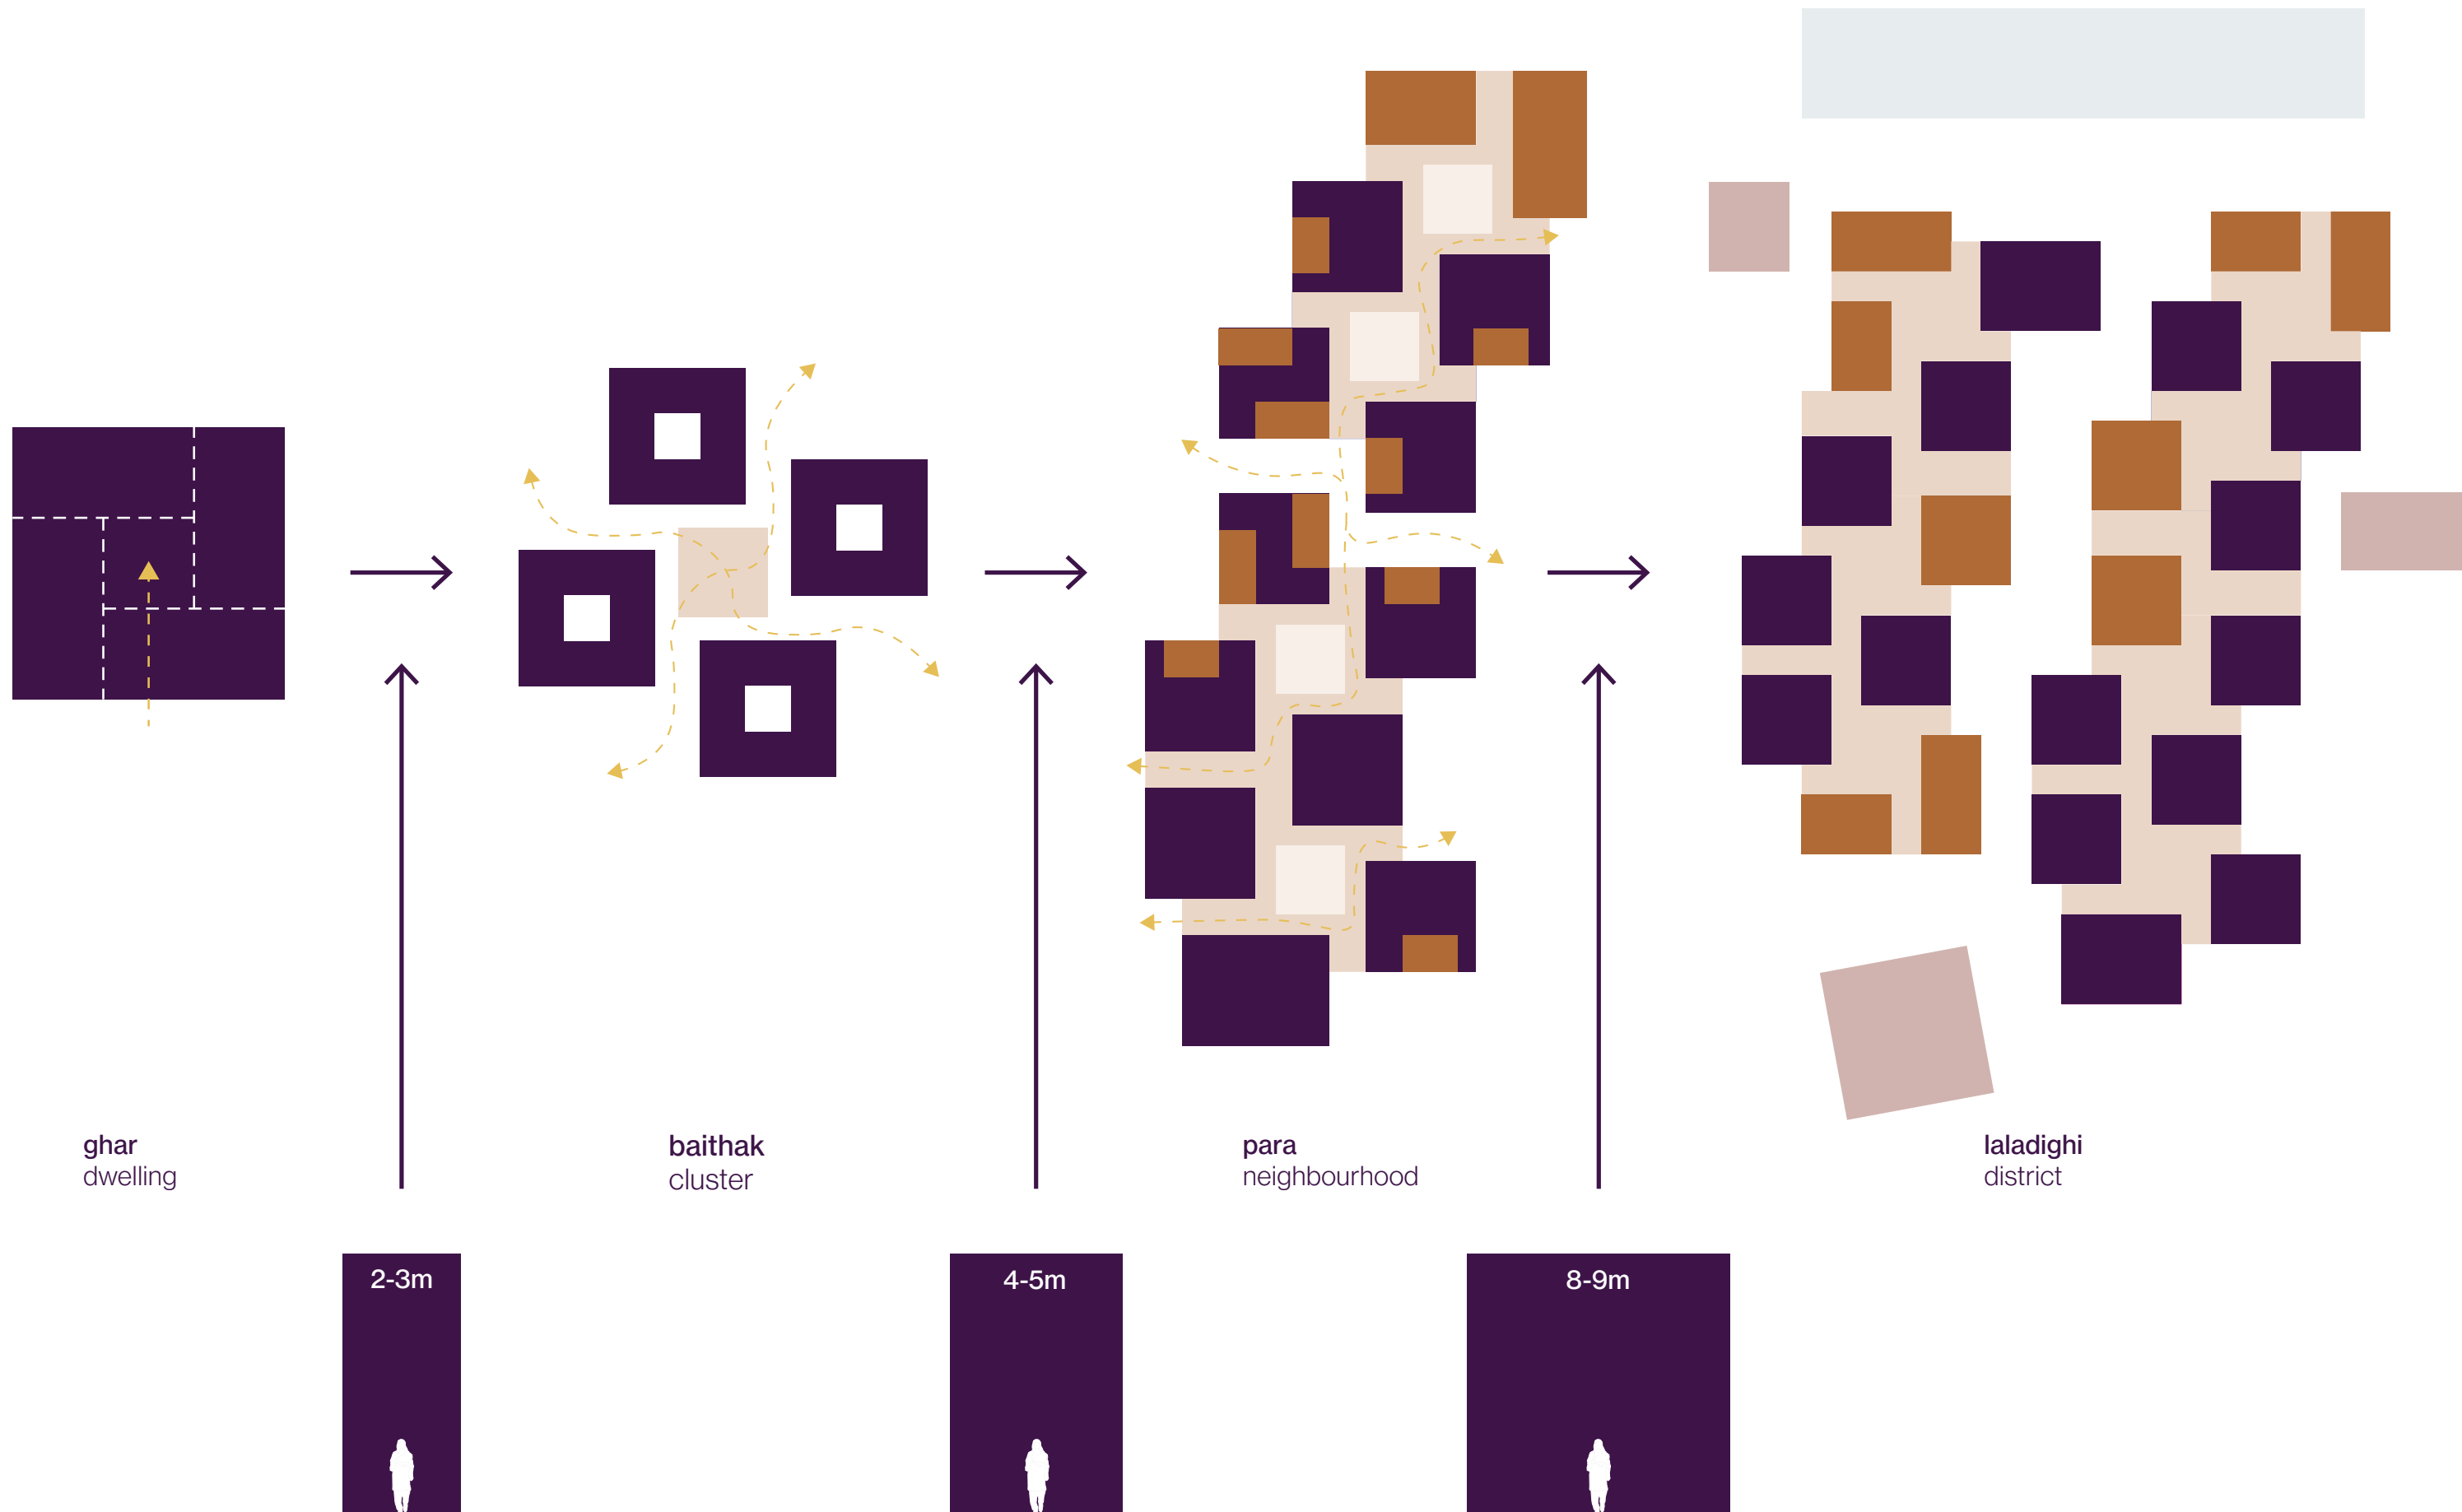 ghar
dwelling
baithak
cluster
para
neighbourhood
laladighi
district
2-3m
4-5m
8-9m